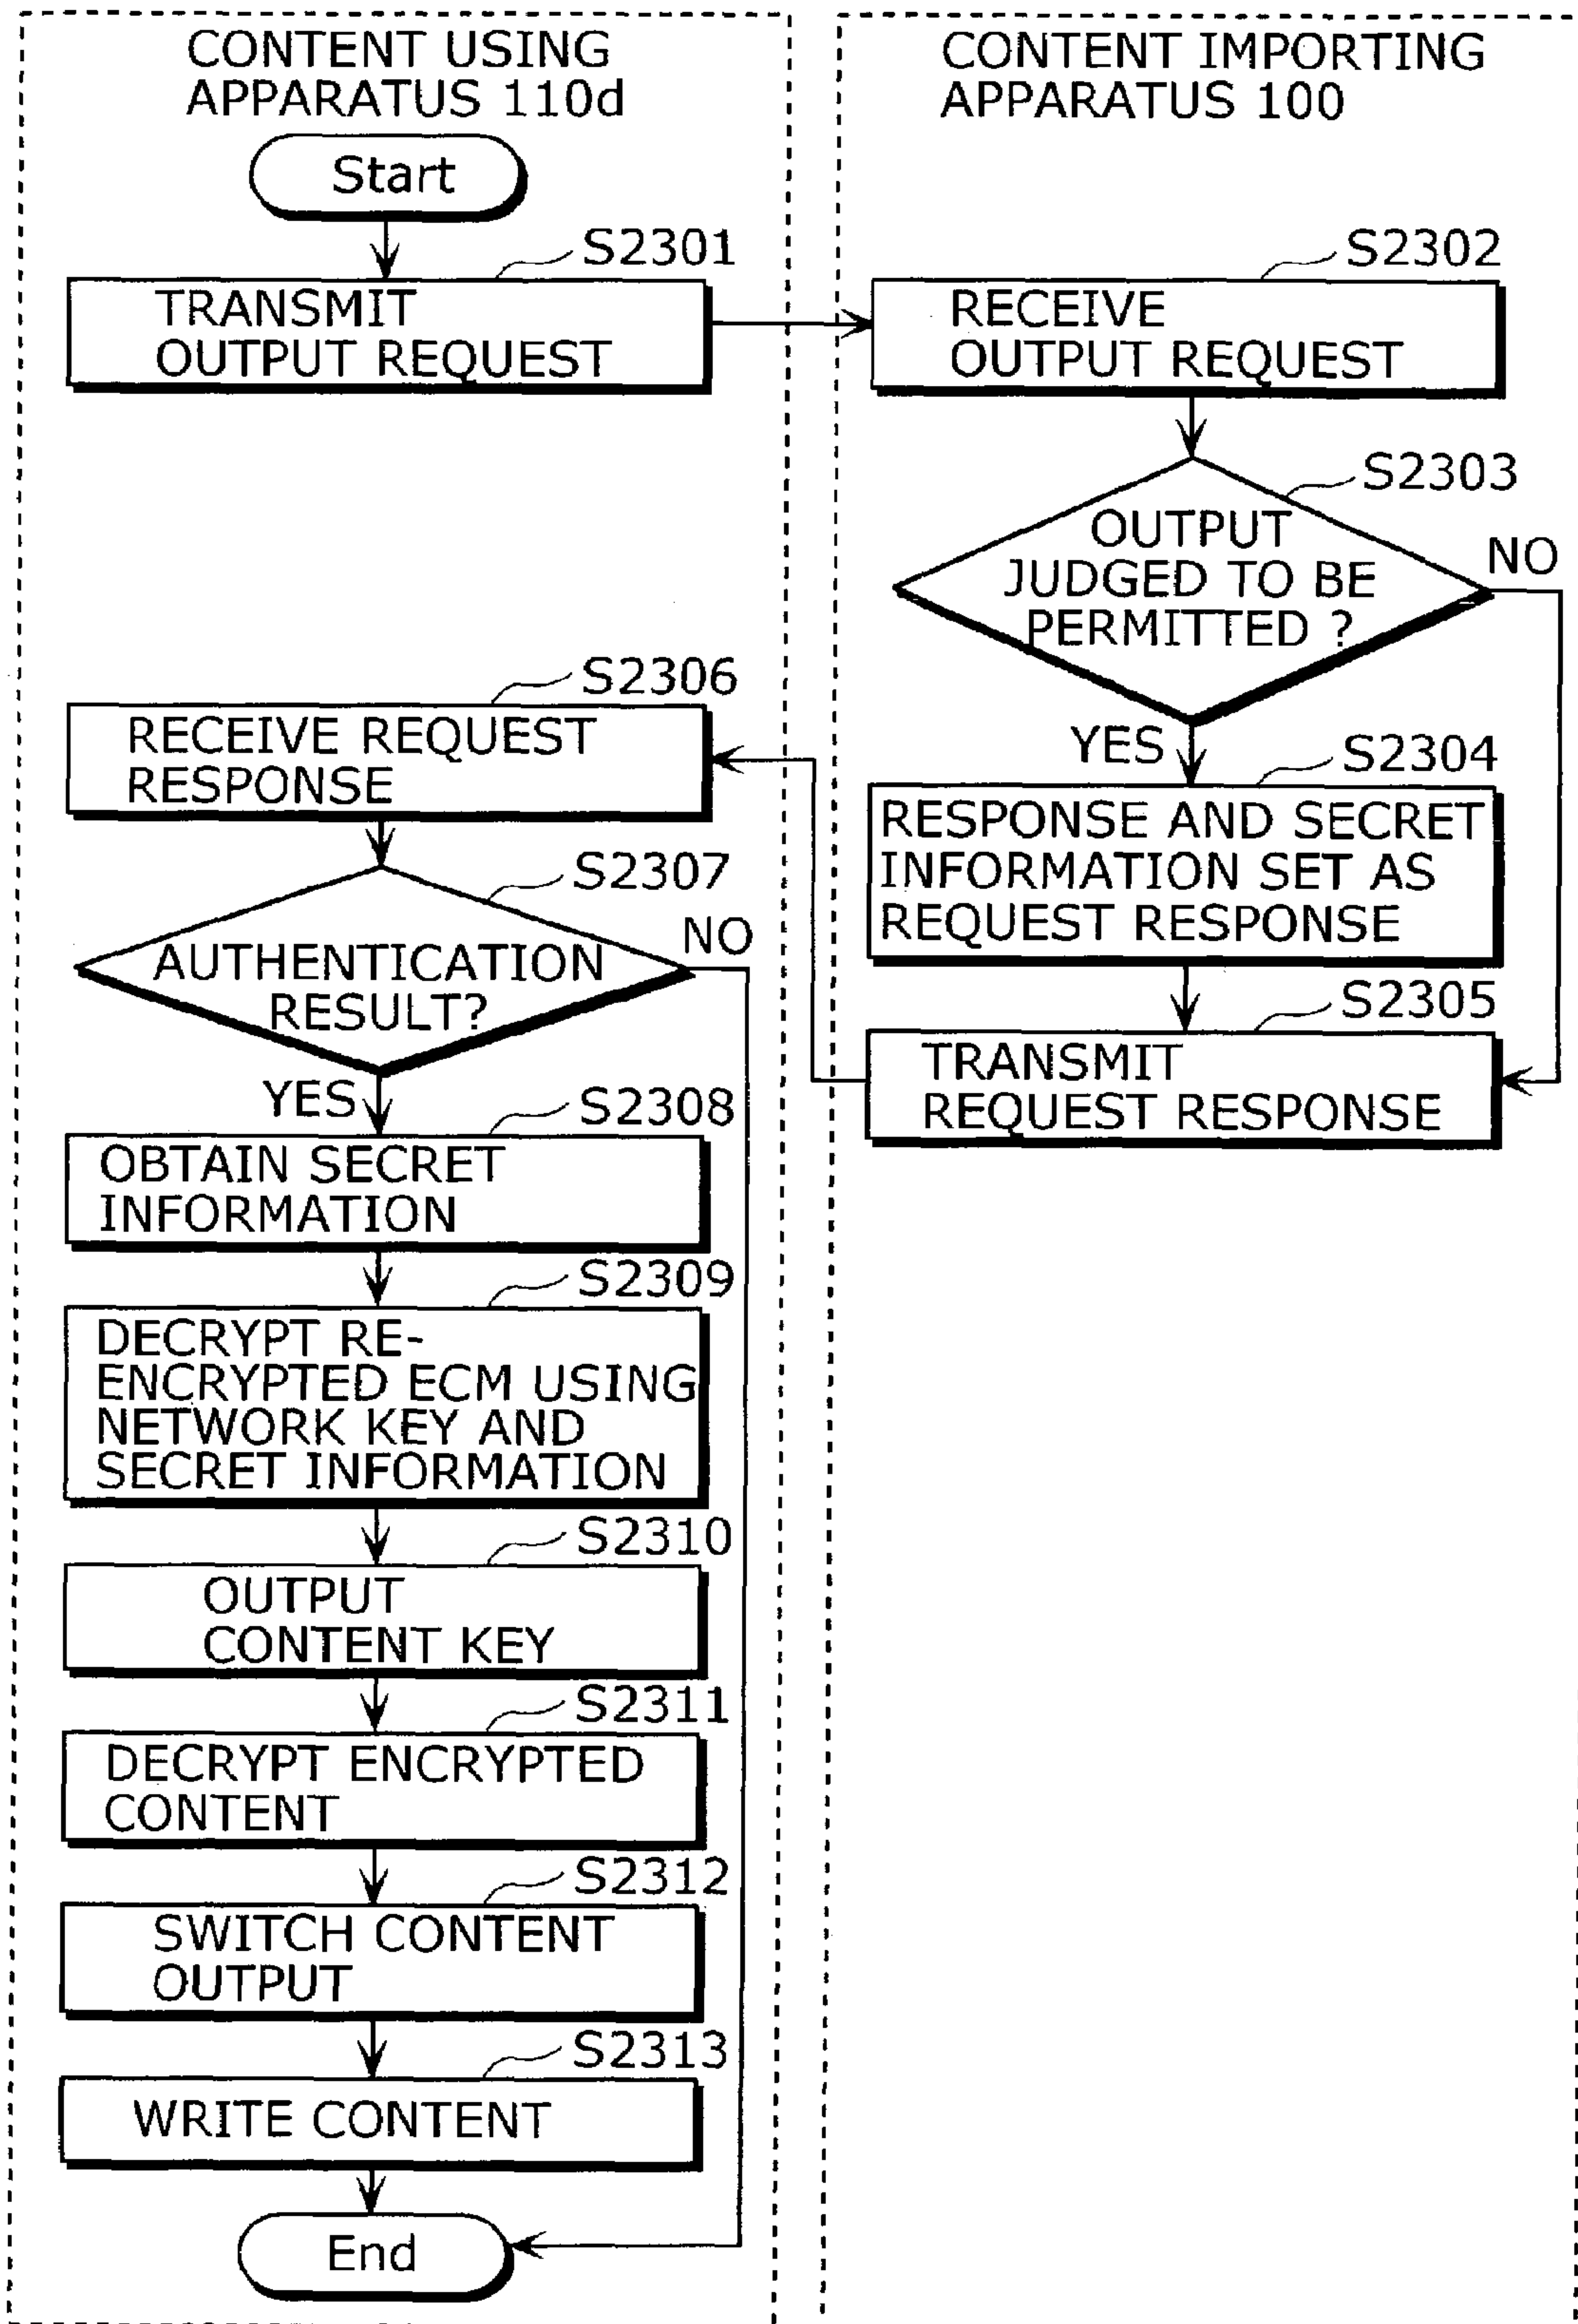 CONTENT USING
APPARATUS 110d
CONTENT IMPORTING
APPARATUS 100
Start
S2301
TRANSMIT
OUTPUT REQUEST
S2302
RECEIVE
OUTPUT REQUEST
S2303
OUTPUT
JUDGED TO BE
PERMITTED ?
NO
YES
S2304
RESPONSE AND SECRET
INFORMATION SET AS
REQUEST RESPONSE
S2305
TRANSMIT
REQUEST RESPONSE
S2306
RECEIVE REQUEST
RESPONSE
S2307
AUTHENTICATION
RESULT?
NO
YES
S2308
OBTAIN SECRET
INFORMATION
S2309
DECRYPT RE-
ENCRYPTED ECM USING
NETWORK KEY AND
SECRET INFORMATION
S2310
OUTPUT
CONTENT KEY
S2311
DECRYPT ENCRYPTED
CONTENT
S2312
SWITCH CONTENT
OUTPUT
S2313
WRITE CONTENT
End